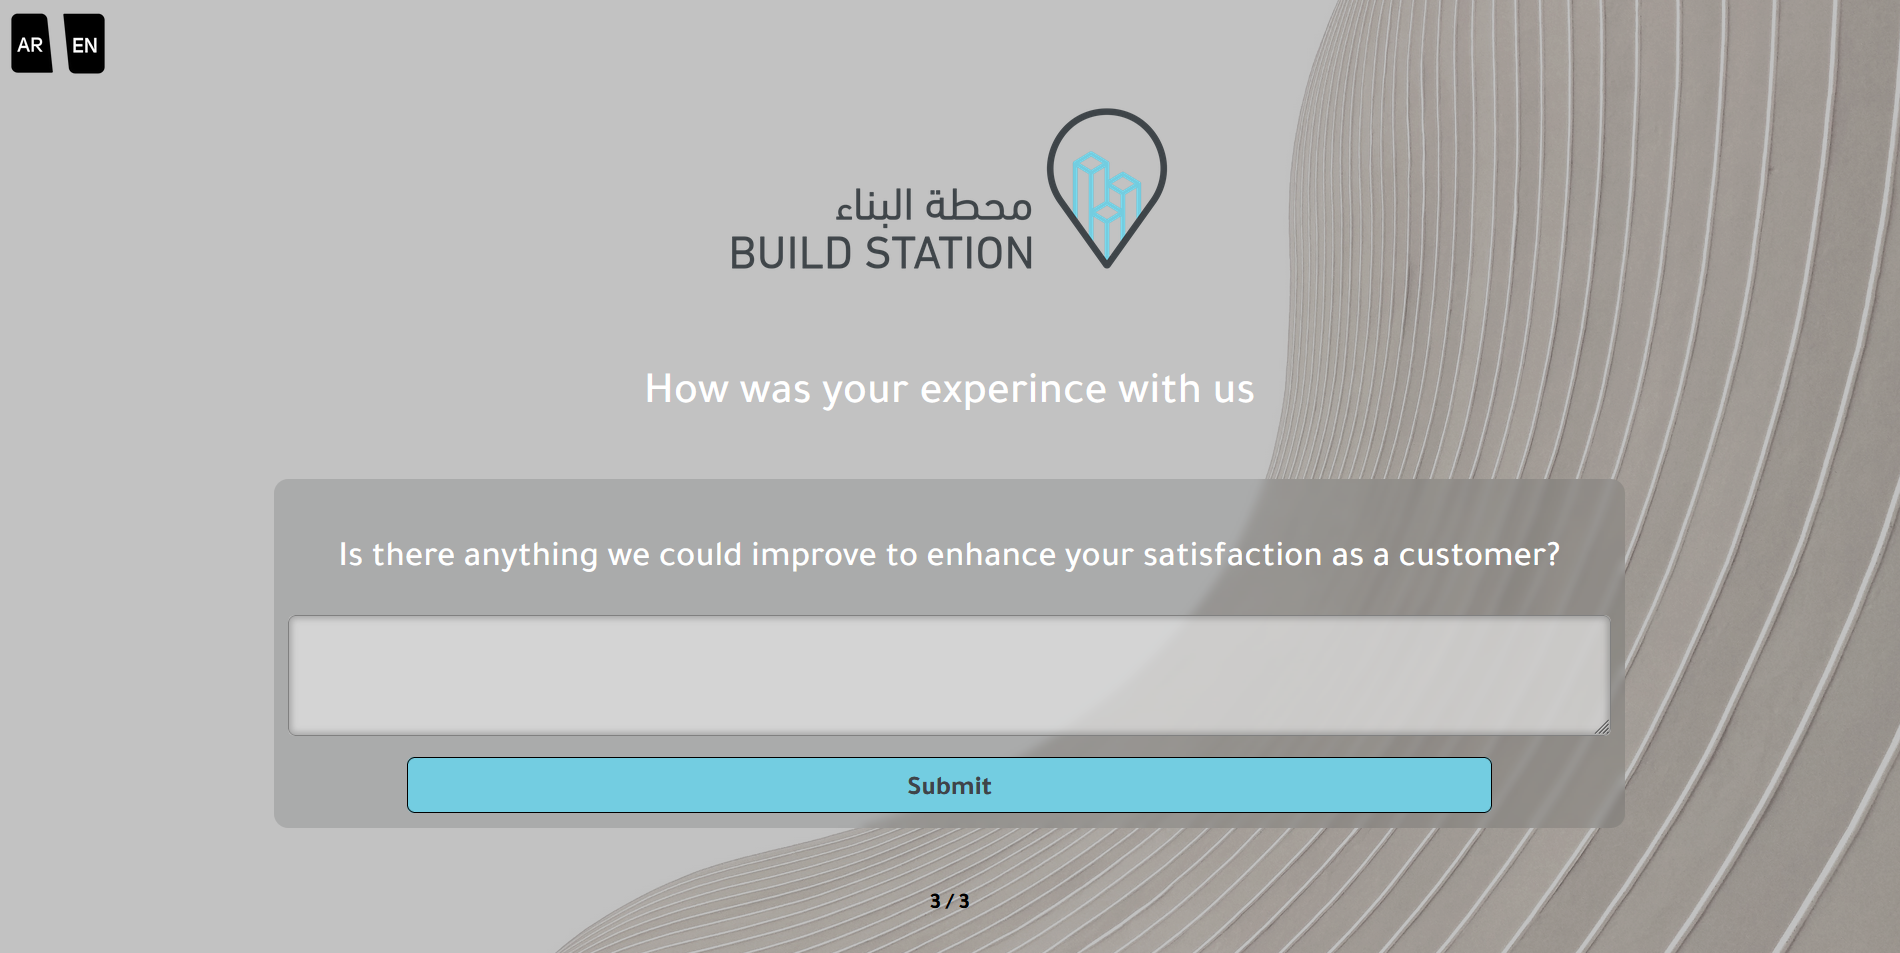 AR EN
محطة البناء
BUILD STATION
How was your experince with us
Is there anything we could improve to enhance your satisfaction as a customer?
Submit
3 / 3